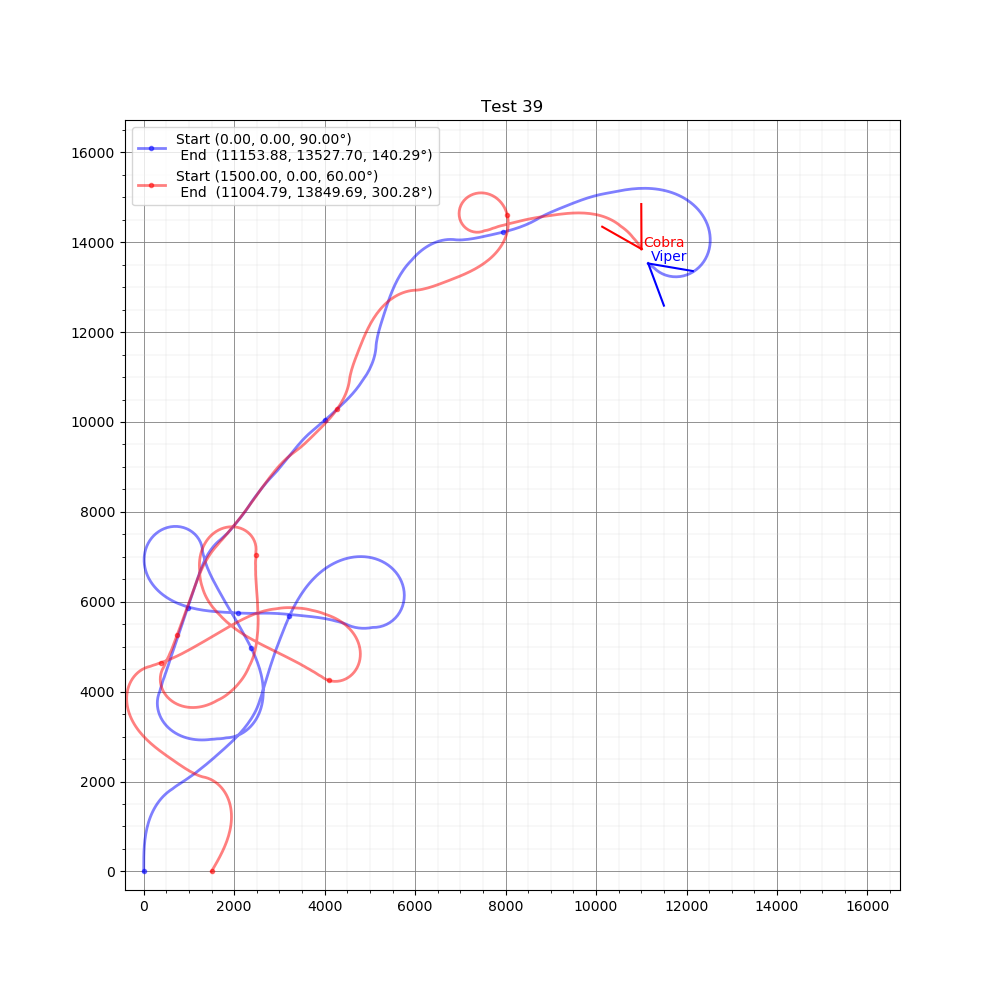 Test 39
Start (0.00, 0.00, 90.00°)
End (11153.88, 13527.70, 140.29°)
Start (1500.00, 0.00, 60.00°)
End (11004.79, 13849.69, 300.28°)
16000
14000
12000
10000
8000
6000
4000
2000
0
Cobra
Viper
0 2000 4000 6000 8000 10000 12000 14000 16000